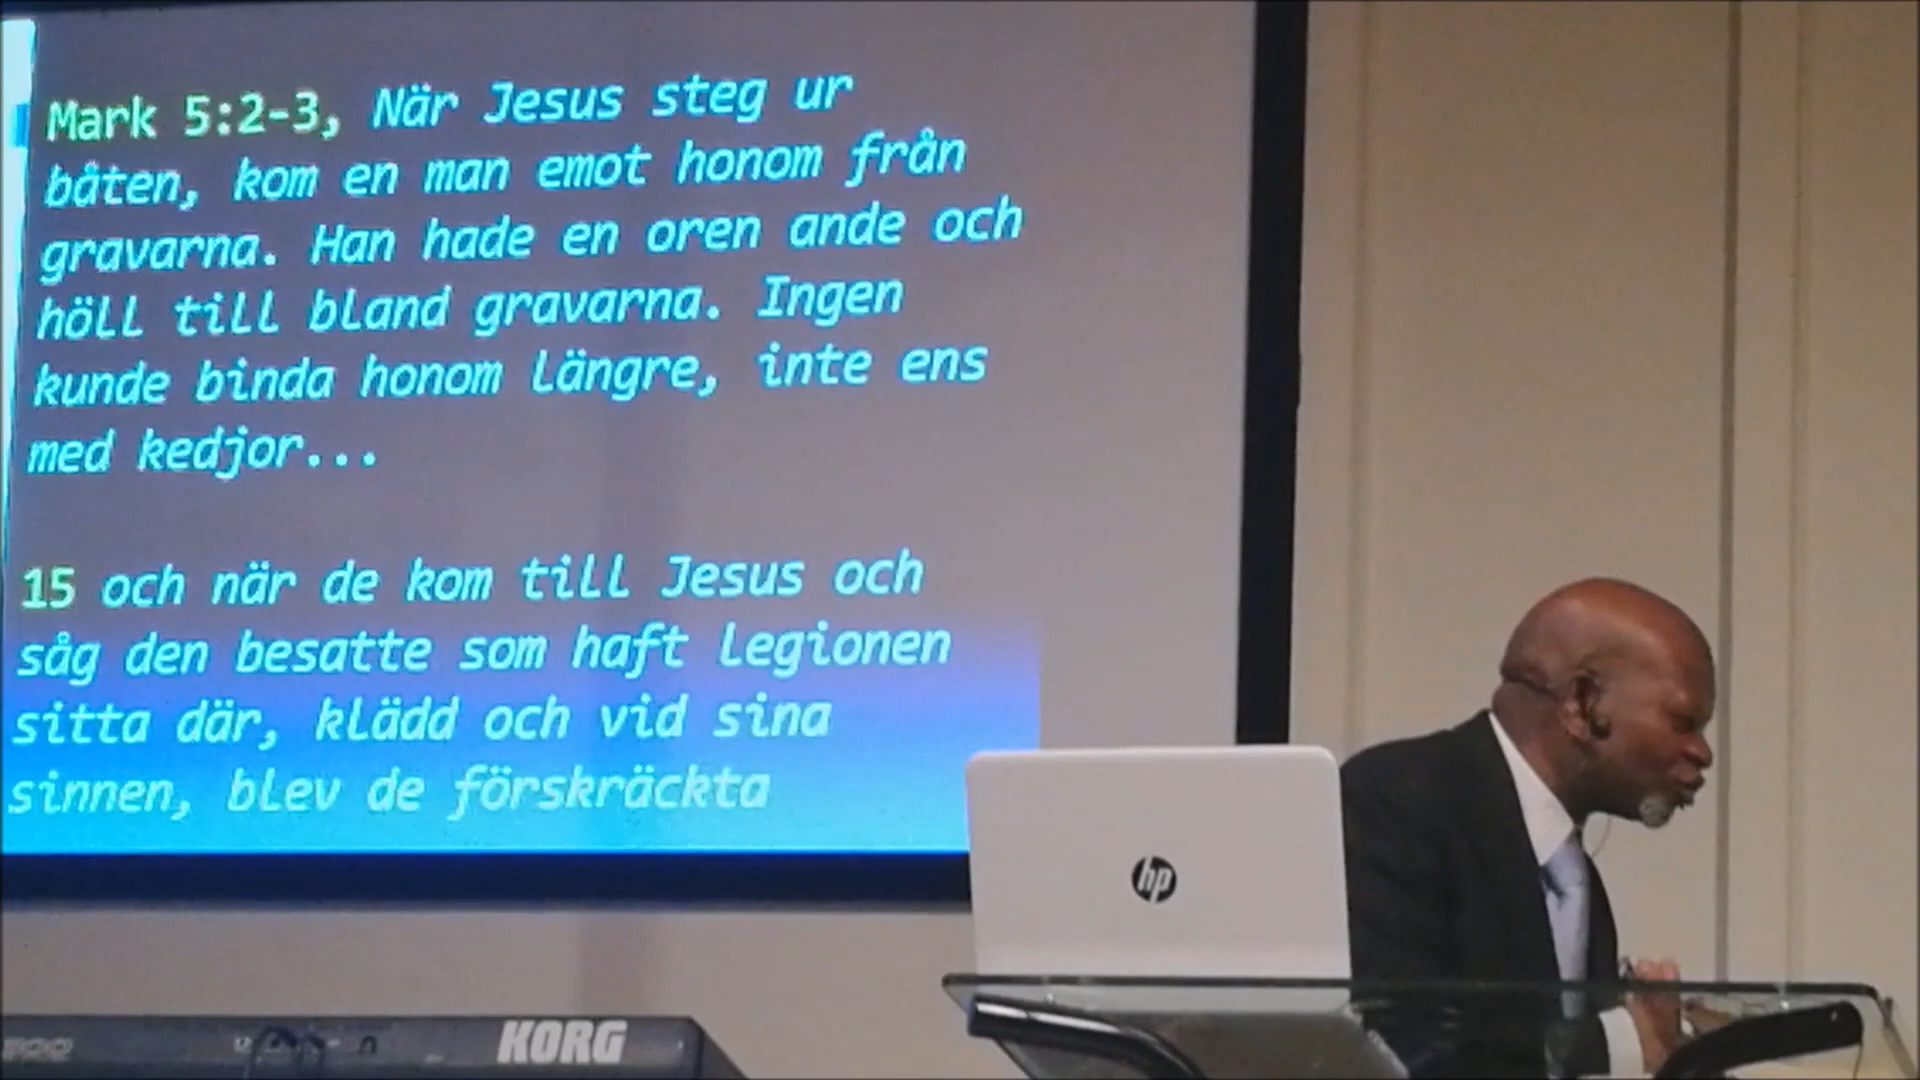 Mark 5:2-3, När Jesus steg ur
båten, kom en man emot honom från
gravarna. Han hade en oren ande och
höll till bland gravarna. Ingen
kunde binda honom längre, inte ens
med kedjor...
15 och när de kom till Jesus och
såg den besatte som haft legionen
sitta där, klädd och vid sina
sinnen, blev de förskräckta
hp
KORG